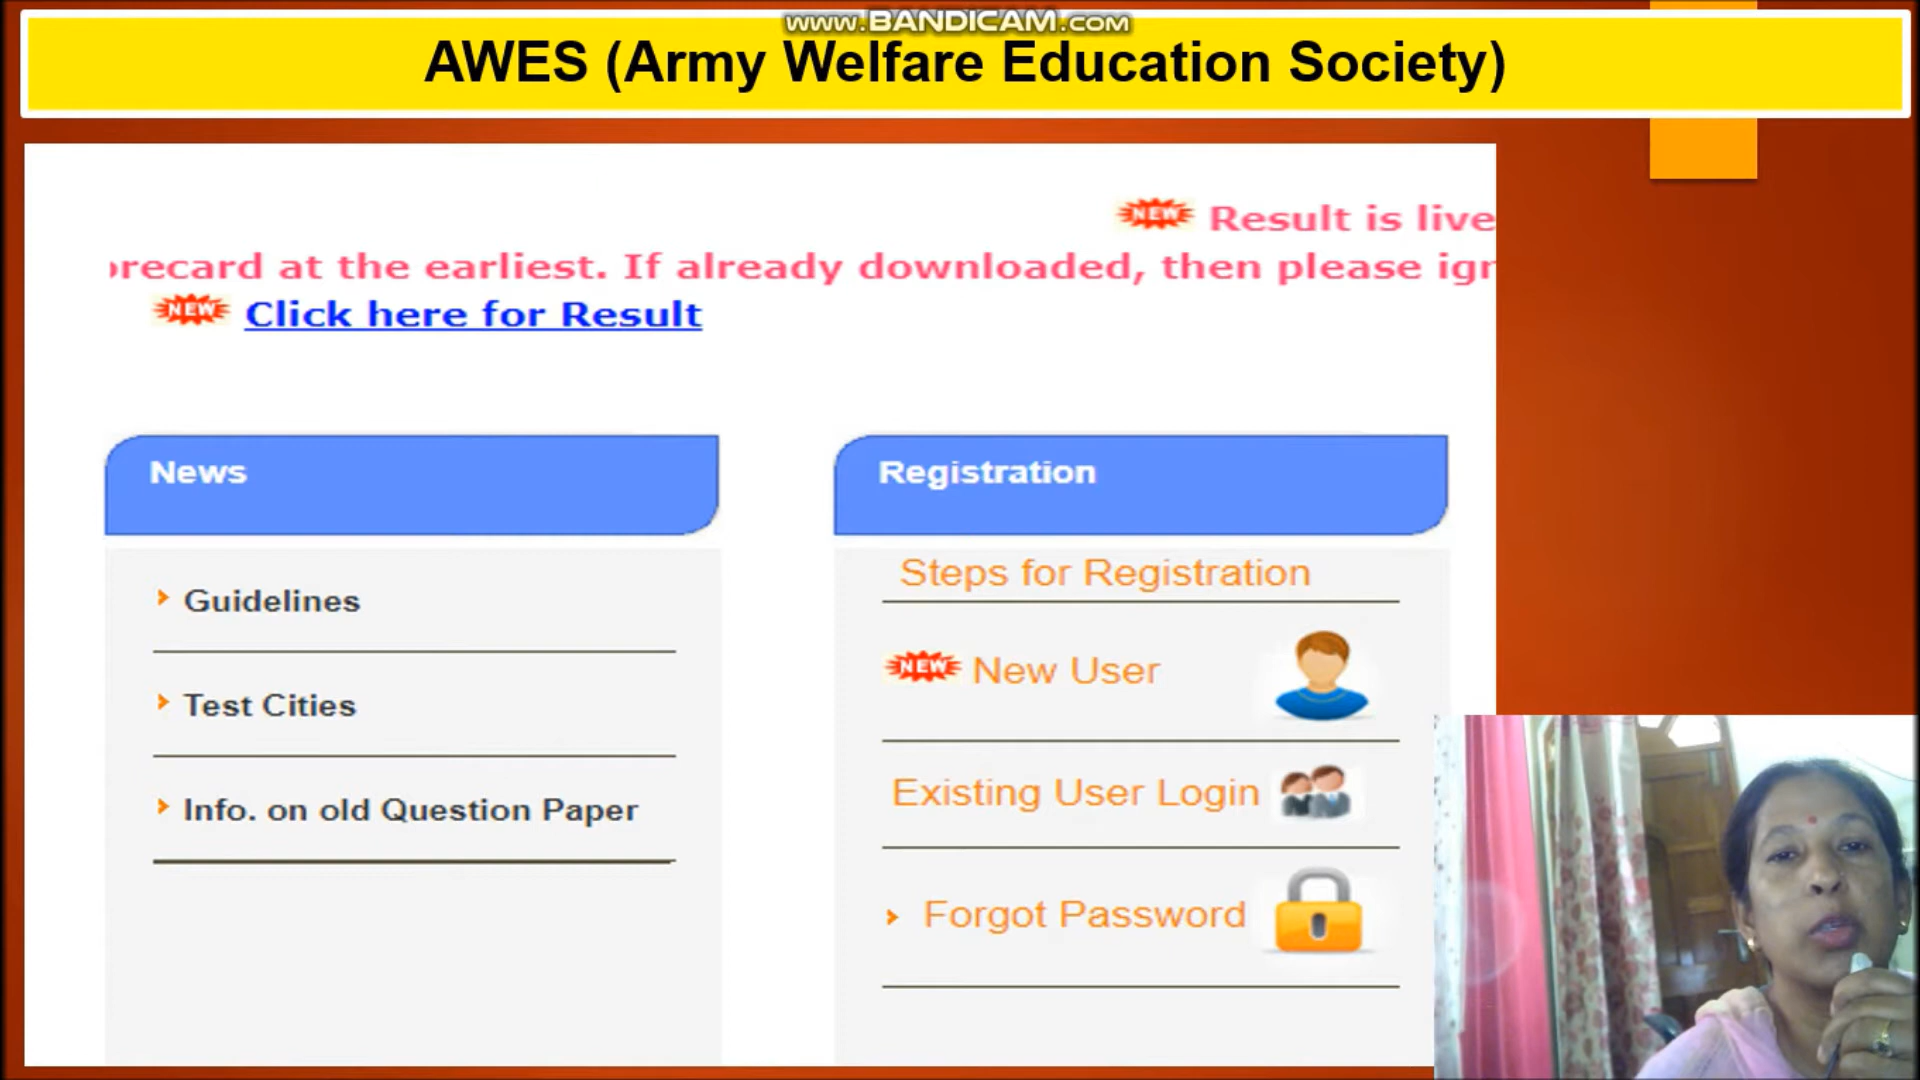 www.BANDICAM.com
AWES (Army Welfare Education Society)
NEW Result is live
recard at the earliest. If already downloaded, then please ign
NEW Click here for Result
News
Registration
Guidelines
Steps for Registration
Test Cities
NEW New User
Info. on old Question Paper
Existing User Login
Forgot Password